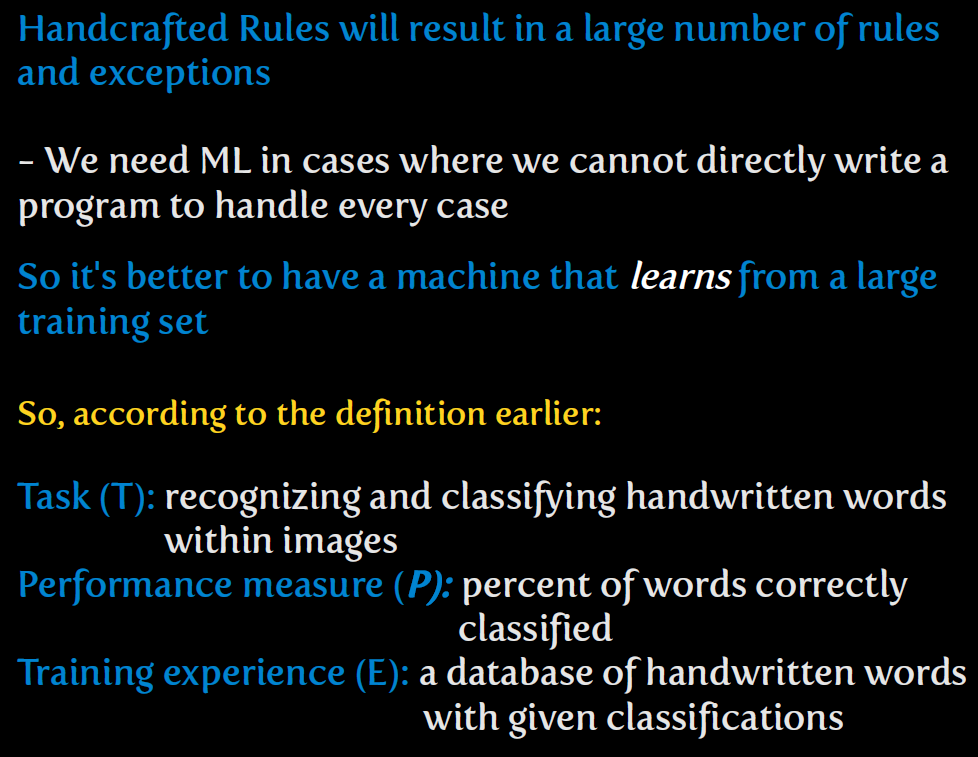 Handcrafted Rules will result in a large number of rules
and exceptions
– We need ML in cases where we cannot directly write a
program to handle every case
So it's better to have a machine that learns from a large
training set
So, according to the definition earlier:
Task (T): recognizing and classifying handwritten words
within images
Performance measure (P): percent of words correctly
classified
Training experience (E): a database of handwritten words
with given classifications